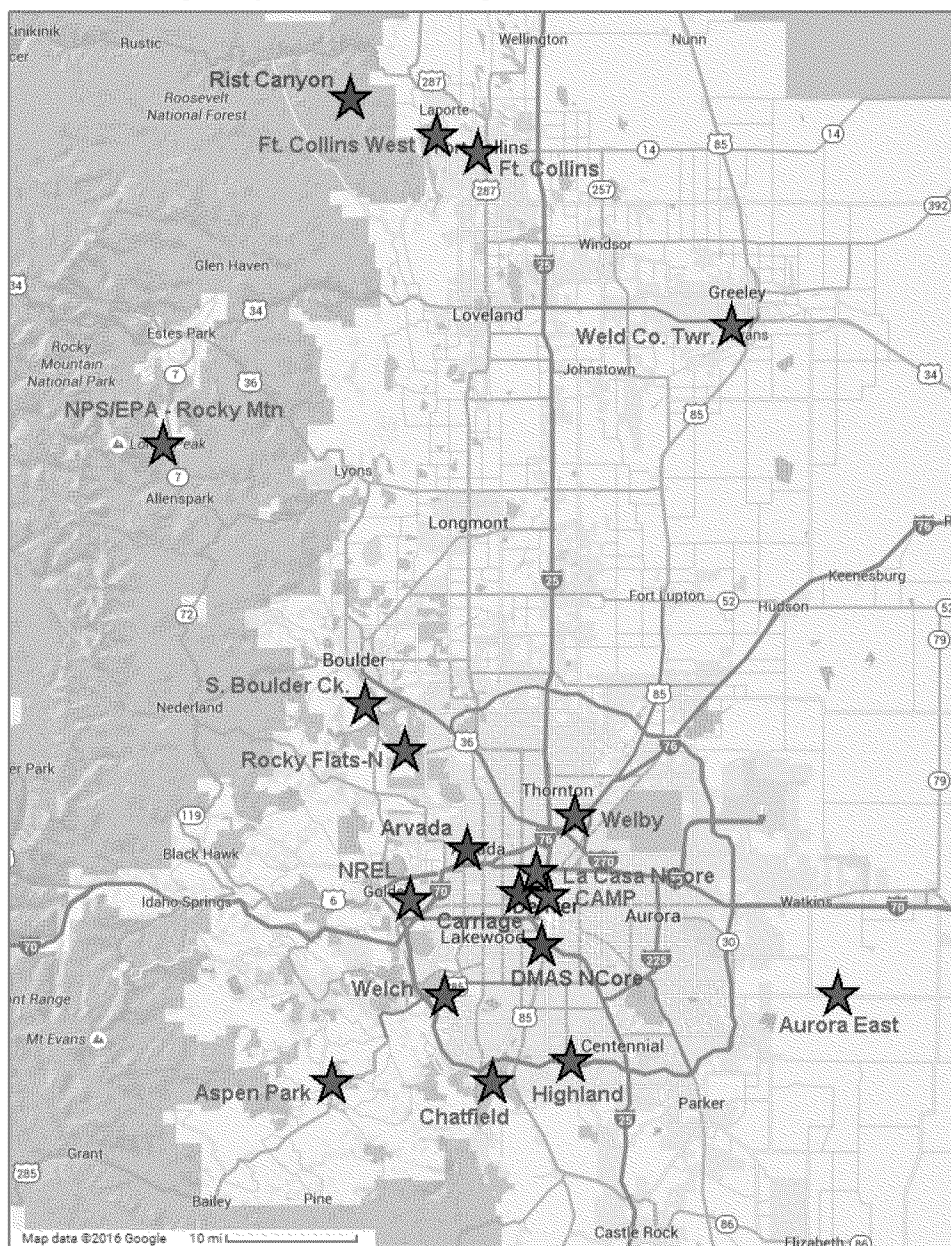 Rustic
Wellington
Nunn
Rist Canyon
287
Roosevelt
National Forest
Laporte
14
85
Ft. Collins West
14
Ft. Collins
287
257
392
Windsor
25
Glen Haven
34
34
Greeley
Loveland
Estes Park
Weld Co. Twr.
Rocky
Mountain
National Park
7
Johnstown
34
36
85
NPS/EPA - Rocky Mtn
Lyons
7
Allenspark
Longmont
76
25
Keenesburg
72
Fort Lupton
52
Hudson
52
79
Boulder
S. Boulder Ck.
Nederland
85
36
76
Rocky Flats-N
79
Thornton
119
Welby
Arvada
76
Black Hawk
270
NREL
La Casa NCore
Idaho Springs
6
70
CAMP
Watkins
70
Carriage
Aurora
70
Lakewood
30
225
DMAS NCore
Welch
85
Aurora East
Mt Evans
Centennial
Aspen Park
Highland
Chatfield
Parker
25
Grant
285
Bailey
Pine
86
Castle Rock
Elizabeth
86
Map data ©2016 Google
10 mi